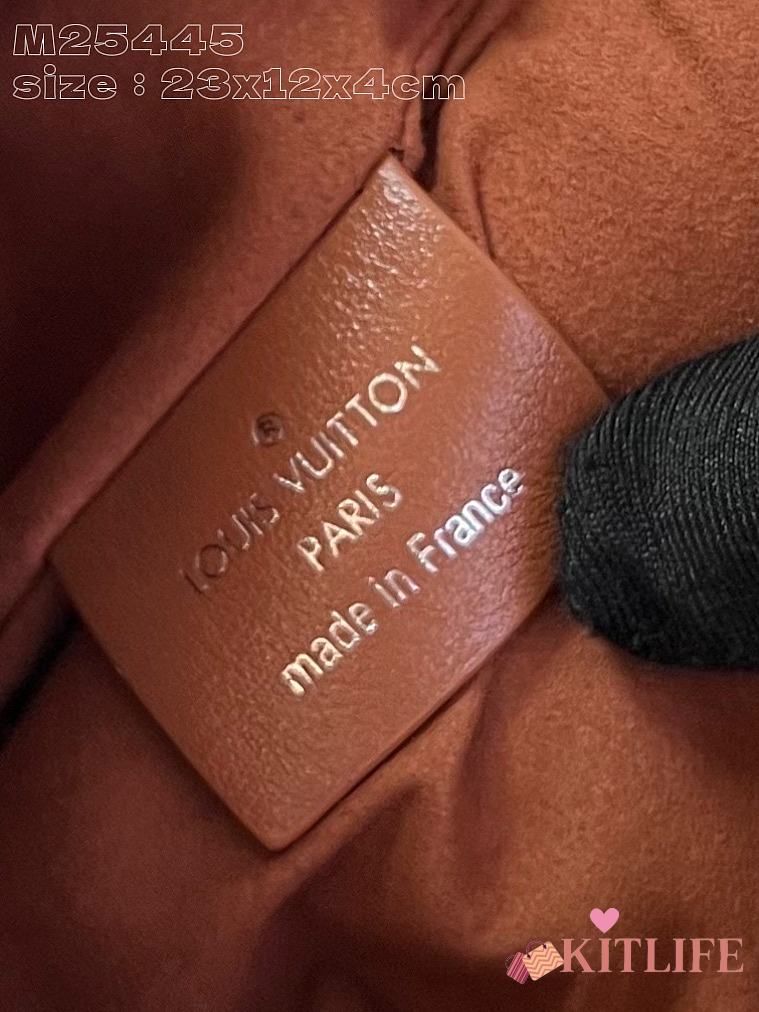 M25445
size : 23x12x4cm
®
LOUIS VUITTON
PARIS
made in France
KITLIFE